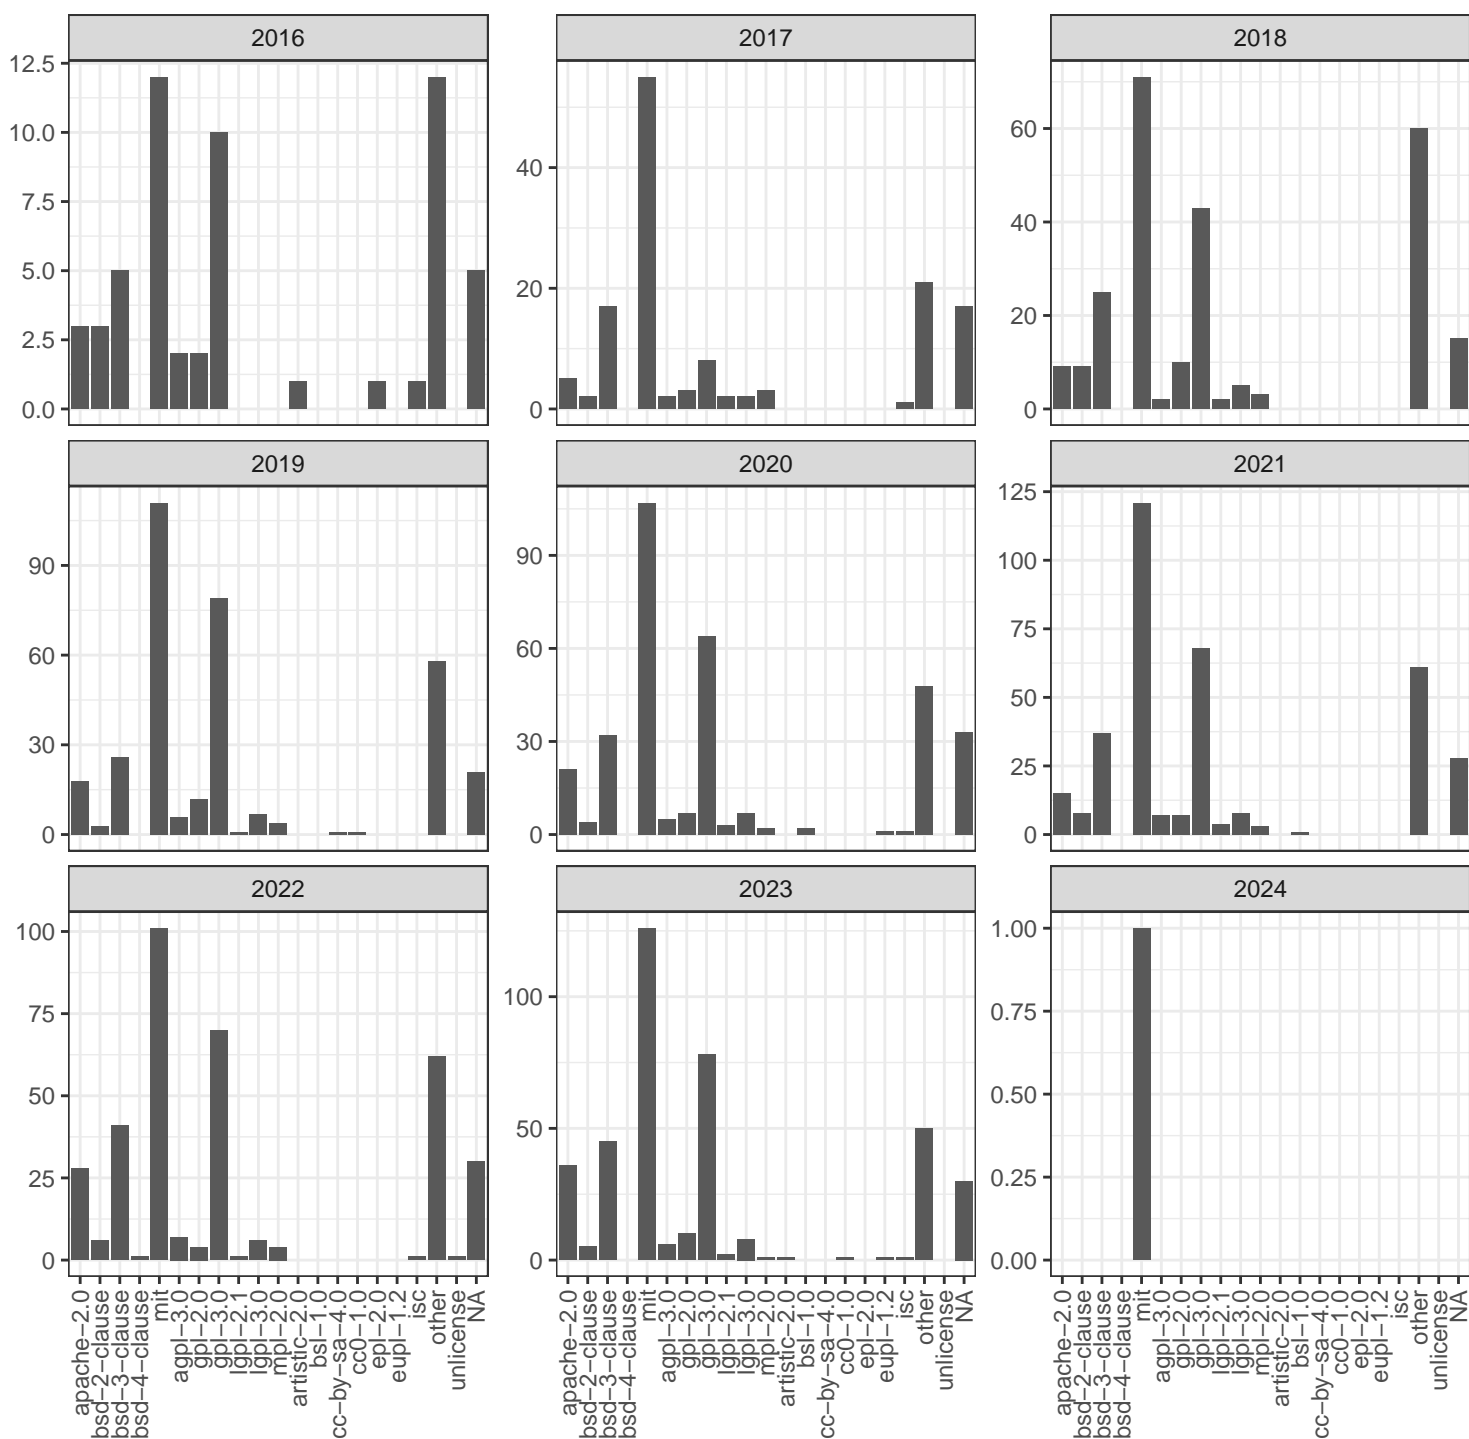 2016
2017
2018
12.5
10.0
7.5
5.0
2.5
0.0
40
20
0
60
40
20
0
2019
2020
2021
90
60
30
0
90
60
30
0
125
100
75
50
25
0
2022
2023
2024
100
75
50
25
0
100
50
0
1.00
0.75
0.50
0.25
0.00
apache−2.0
bsd−2−clause
bsd−3−clause
bsd−4−clause
mit
agpl−3.0
gpl−2.0
gpl−3.0
lgpl−2.1
lgpl−3.0
mpl−2.0
artistic−2.0
bsl−1.0
cc−by−sa−4.0
cc0−1.0
epl−2.0
eupl−1.2
isc
other
unlicense
NA
apache−2.0
bsd−2−clause
bsd−3−clause
bsd−4−clause
mit
agpl−3.0
gpl−2.0
gpl−3.0
lgpl−2.1
lgpl−3.0
mpl−2.0
artistic−2.0
bsl−1.0
cc−by−sa−4.0
cc0−1.0
epl−2.0
eupl−1.2
isc
other
unlicense
NA
apache−2.0
bsd−2−clause
bsd−3−clause
bsd−4−clause
mit
agpl−3.0
gpl−2.0
gpl−3.0
lgpl−2.1
lgpl−3.0
mpl−2.0
artistic−2.0
bsl−1.0
cc−by−sa−4.0
cc0−1.0
epl−2.0
eupl−1.2
isc
other
unlicense
NA